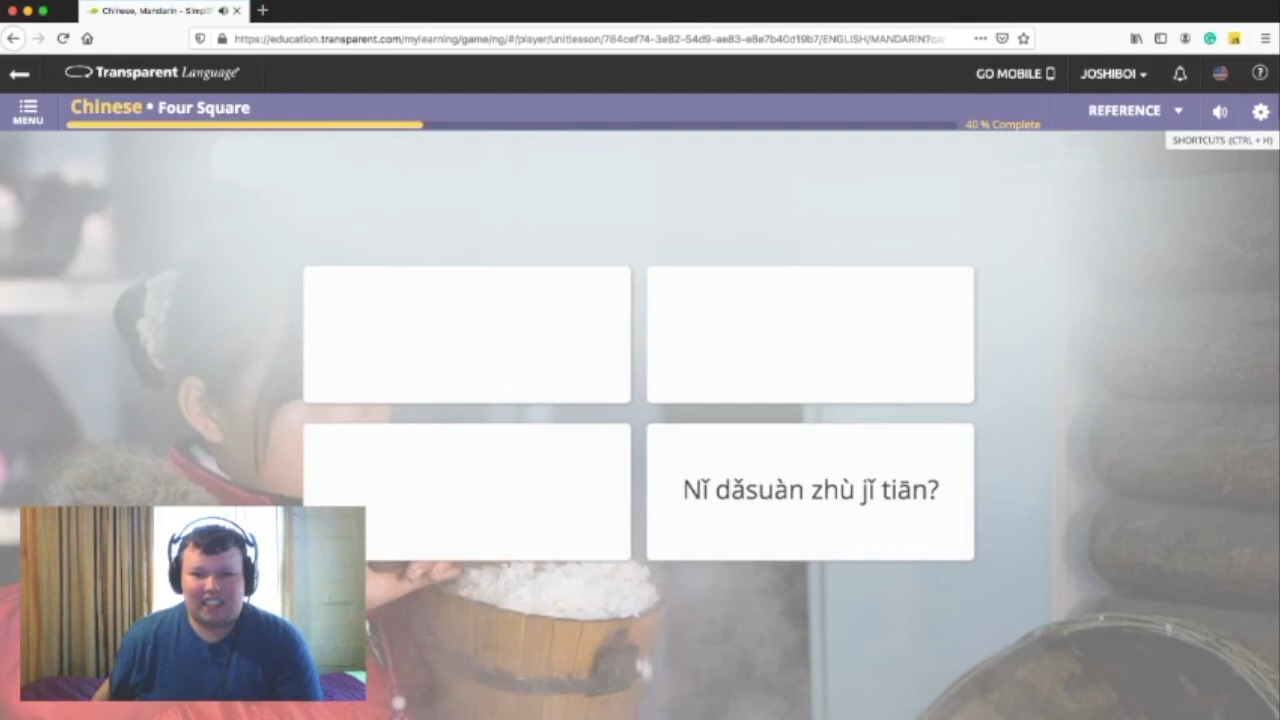 Chinese, Mandarin - Simpl
https://education.transparent.com/mylearning/game/ng/#/player/unitlesson/784cef74-3e82-54d9-ae83-e8e7b40d19b7/ENGLISH/MANDARIN?
Transparent Language
GO MOBILE
JOSHIBOI
MENU
Chinese • Four Square
40 % Complete
REFERENCE
SHORTCUTS (CTRL + H)
Nǐ dǎsuàn zhù jǐ tiān?